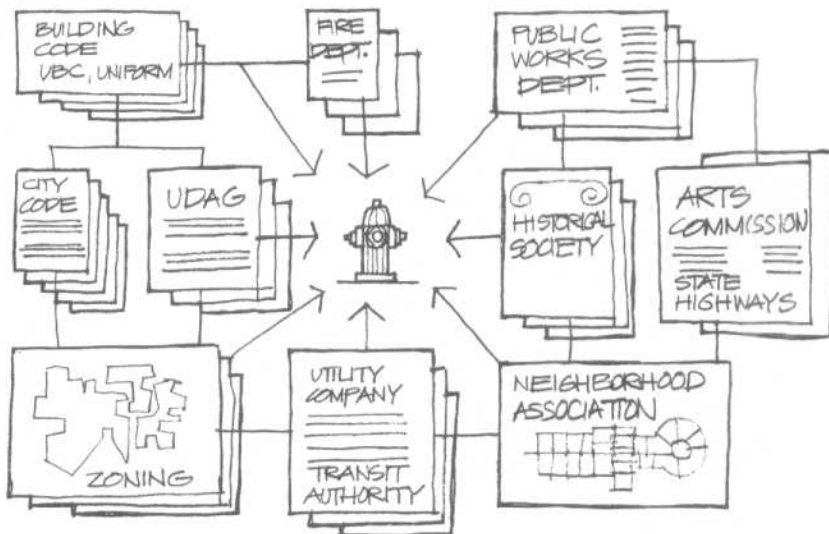 BUILDING
CODE
UBC, UNIFORM
FIRE
DEPT.
PUBLIC
WORKS
DEPT.
CITY
CODE
UDAG
HISTORICAL
SOCIETY
ARTS
COMMISSION
STATE
HIGHWAYS
ZONING
UTILITY
COMPANY
TRANSIT
AUTHORITY
NEIGHBORHOOD
ASSOCIATION